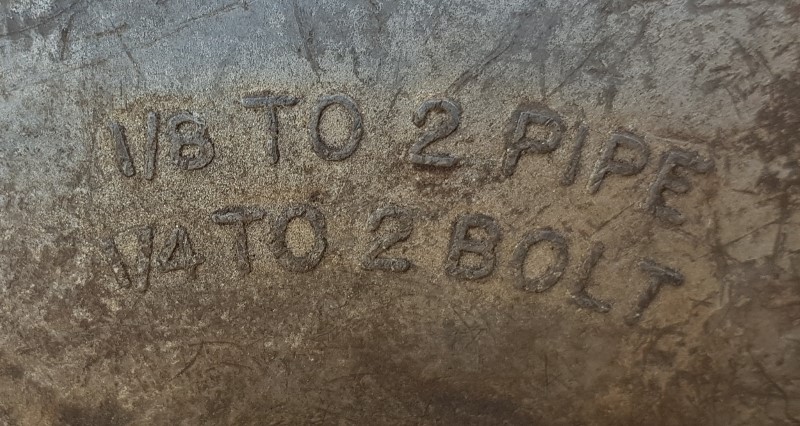 1/8 TO 2 PIPE
1/4 TO 2 BOLT